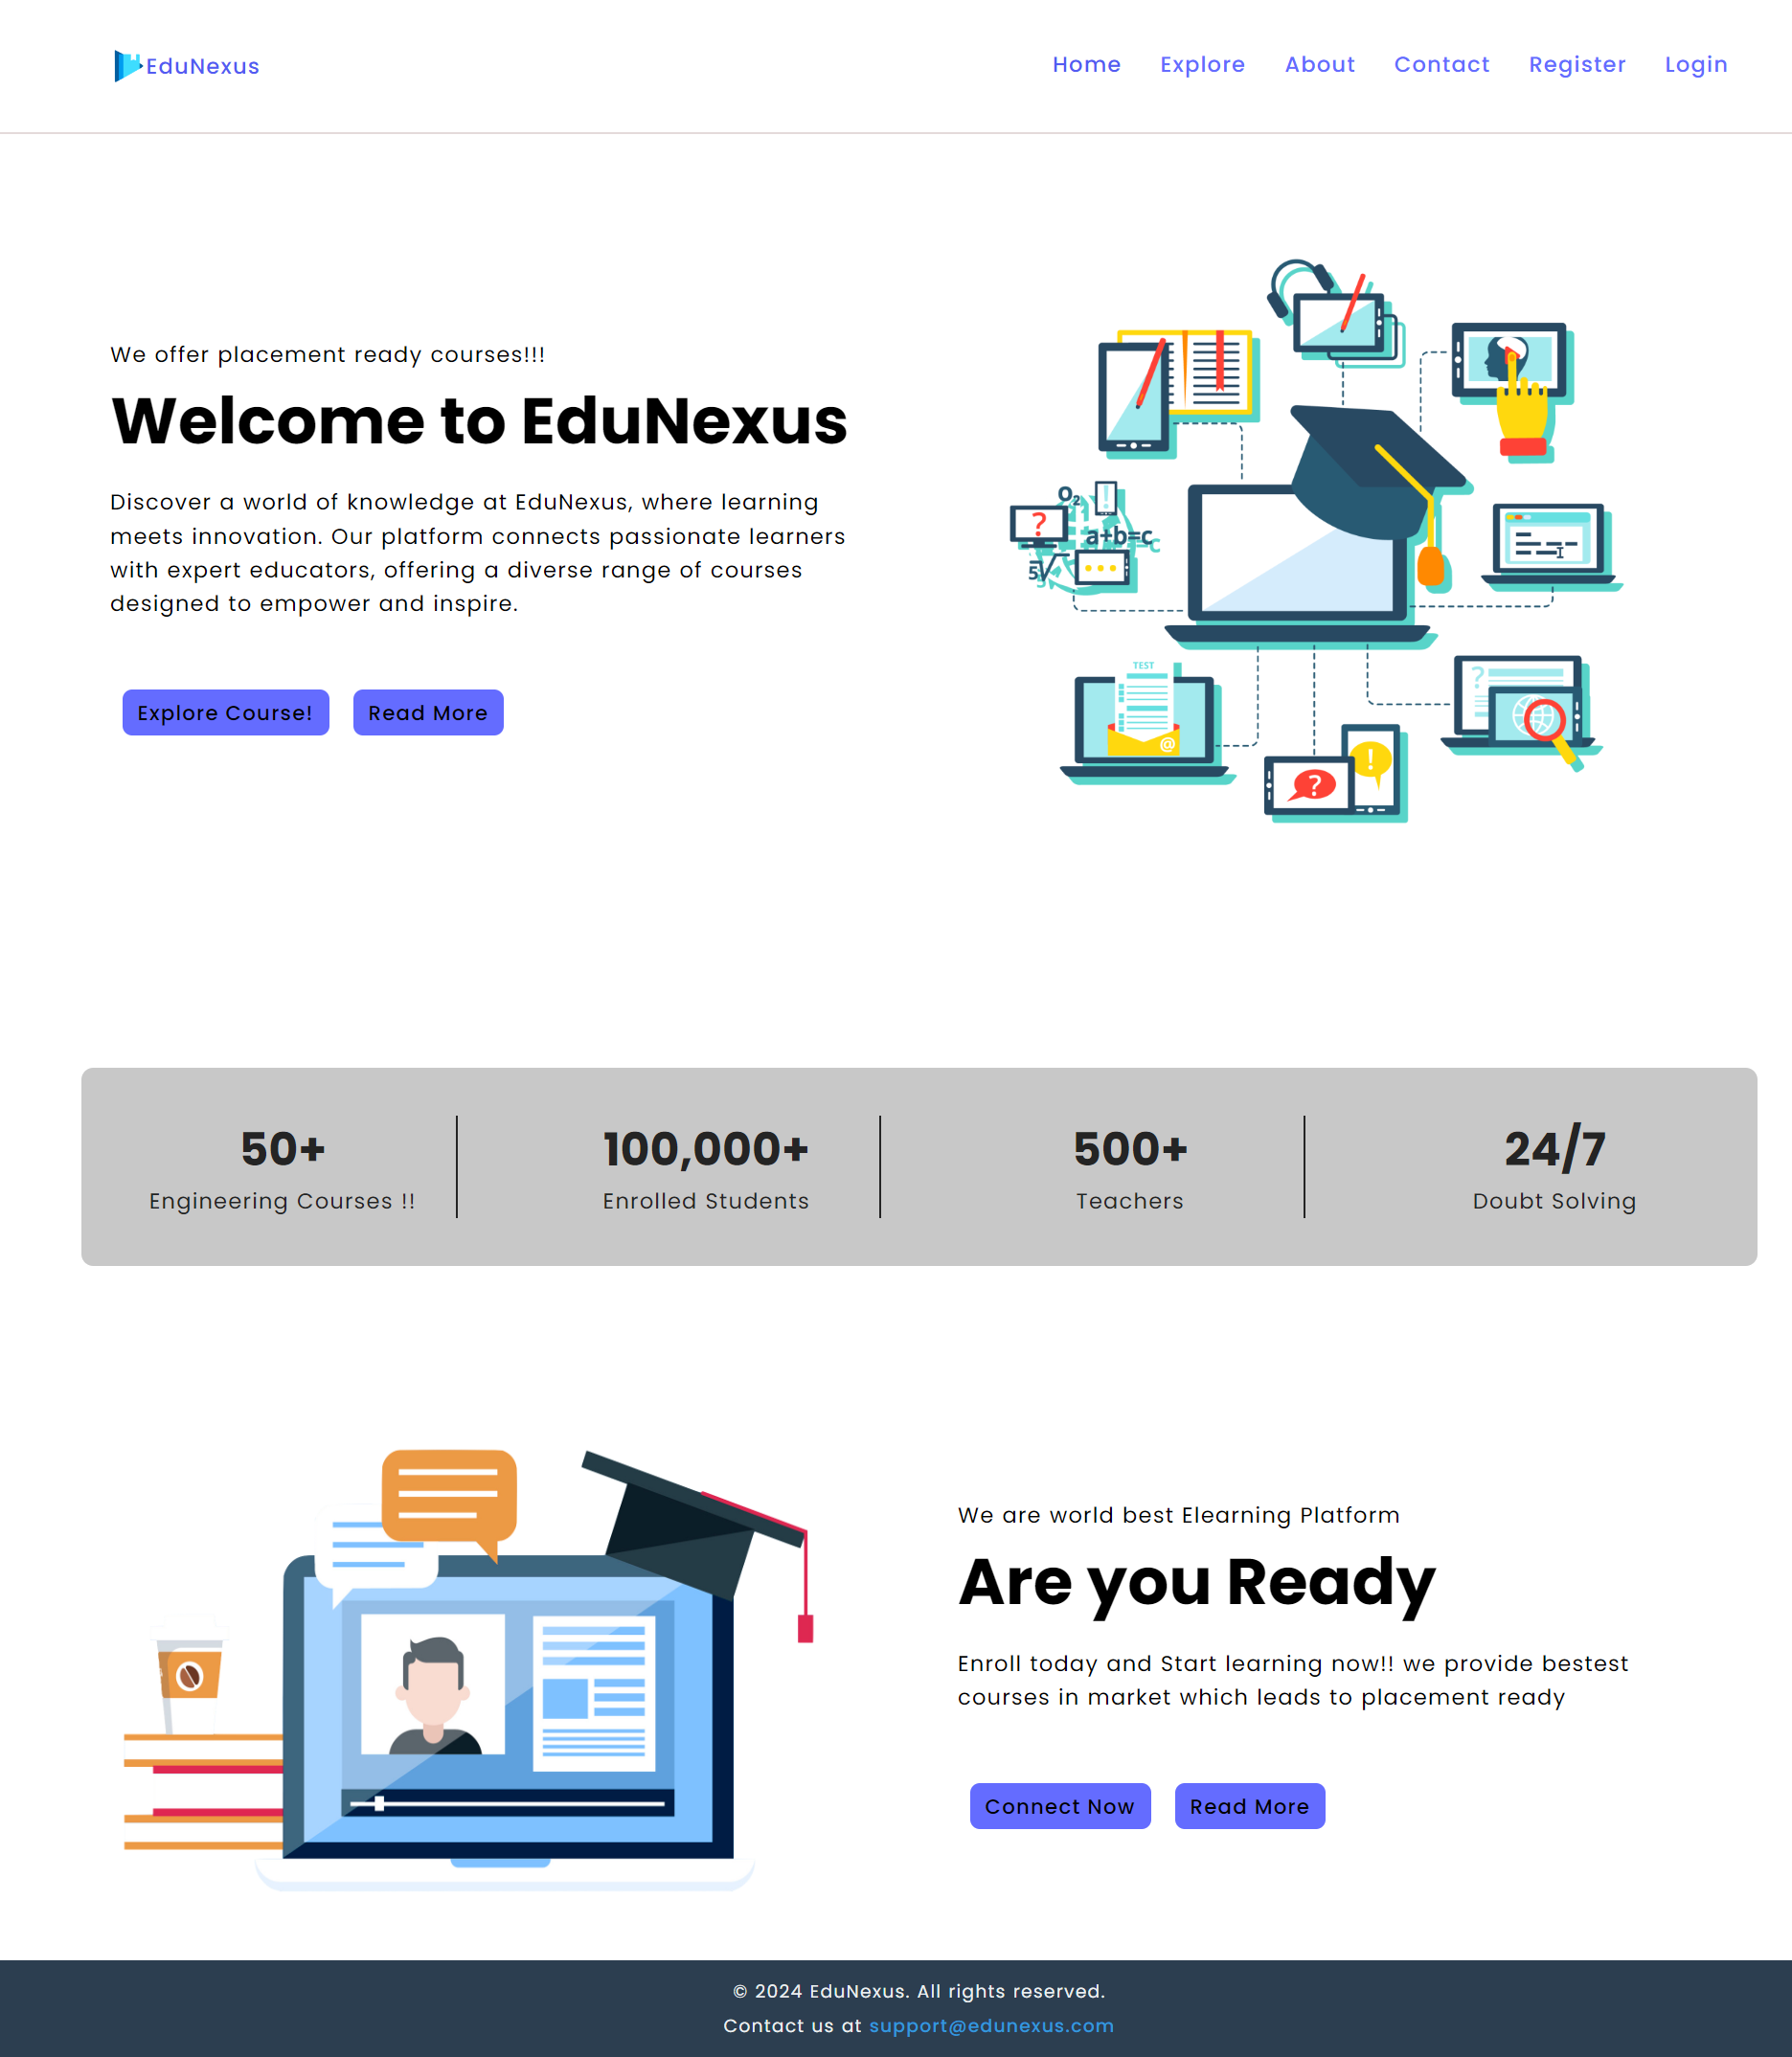 EduNexus
Home Explore About Contact Register Login
We offer placement ready courses!!!
Welcome to EduNexus
Discover a world of knowledge at EduNexus, where learning
meets innovation. Our platform connects passionate learners
with expert educators, offering a diverse range of courses
designed to empower and inspire.
Explore Course! Read More
O₂
!
?
a+b=c
5√
?
TEST
@
!
?
50+
Engineering Courses !!
100,000+
Enrolled Students
500+
Teachers
24/7
Doubt Solving
We are world best Elearning Platform
Are you Ready
Enroll today and Start learning now!! we provide bestest
courses in market which leads to placement ready
Connect Now Read More
© 2024 EduNexus. All rights reserved.
Contact us at support@edunexus.com